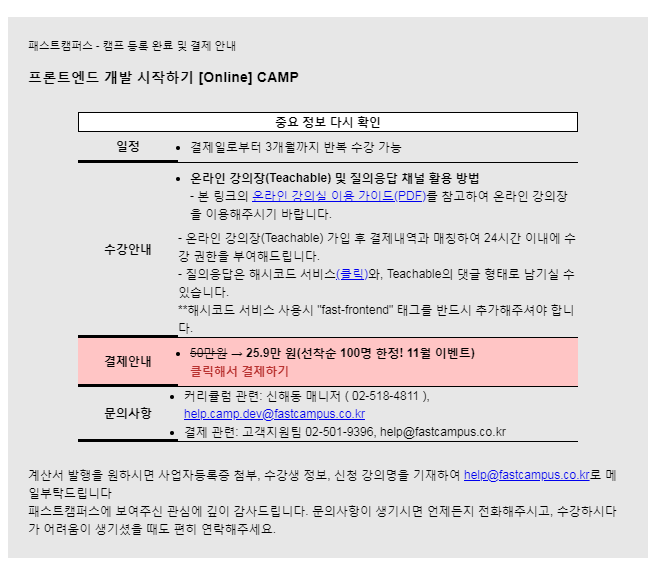 패스트캠퍼스 - 캠프 등록 완료 및 결제 안내
프론트엔드 개발 시작하기 [Online] CAMP
중요 정보 다시 확인
일정
• 결제일로부터 3개월까지 반복 수강 가능
수강안내
• 온라인 강의장(Teachable) 및 질의응답 채널 활용 방법
- 본 링크의 온라인 강의실 이용 가이드(PDF)를 참고하여 온라인 강의장
을 이용해주시기 바랍니다.
- 온라인 강의장(Teachable) 가입 후 결제내역과 매칭하여 24시간 이내에 수
강 권한을 부여해드립니다.
- 질의응답은 해시코드 서비스(클릭)와, Teachable의 댓글 형태로 남기실 수
있습니다.
**해시코드 서비스 사용시 "fast-frontend" 태그를 반드시 추가해주셔야 합니
다.
결제안내
• 50만원 → 25.9만 원(선착순 100명 한정! 11월 이벤트)
클릭해서 결제하기
문의사항
• 커리큘럼 관련: 신해동 매니저 ( 02-518-4811 ),
help.camp.dev@fastcampus.co.kr
• 결제 관련: 고객지원팀 02-501-9396, help@fastcampus.co.kr
계산서 발행을 원하시면 사업자등록증 첨부, 수강생 정보, 신청 강의명을 기재하여 help@fastcampus.co.kr로 메
일부탁드립니다
패스트캠퍼스에 보여주신 관심에 깊이 감사드립니다. 문의사항이 생기시면 언제든지 전화해주시고, 수강하시다
가 어려움이 생기셨을 때도 편히 연락해주세요.